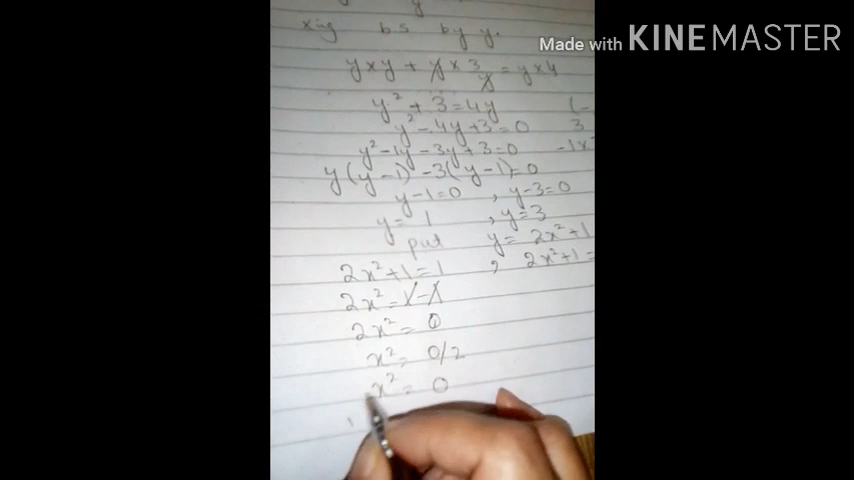 Made with KINEMASTER
xing b s by y.
y x y + y x 3/y = y x 4
y² + 3 = 4y
y² - 4y + 3 = 0
y² - 1y - 3y + 3 = 0
y(y - 1) - 3(y - 1) = 0
y - 1 = 0 , y - 3 = 0
y = 1 , y = 3
put y = 2x² + 1
2x² + 1 = 1 , 2x² + 1 =
2x² = 1 - 1
2x² = 0
x² = 0/2
x² = 0